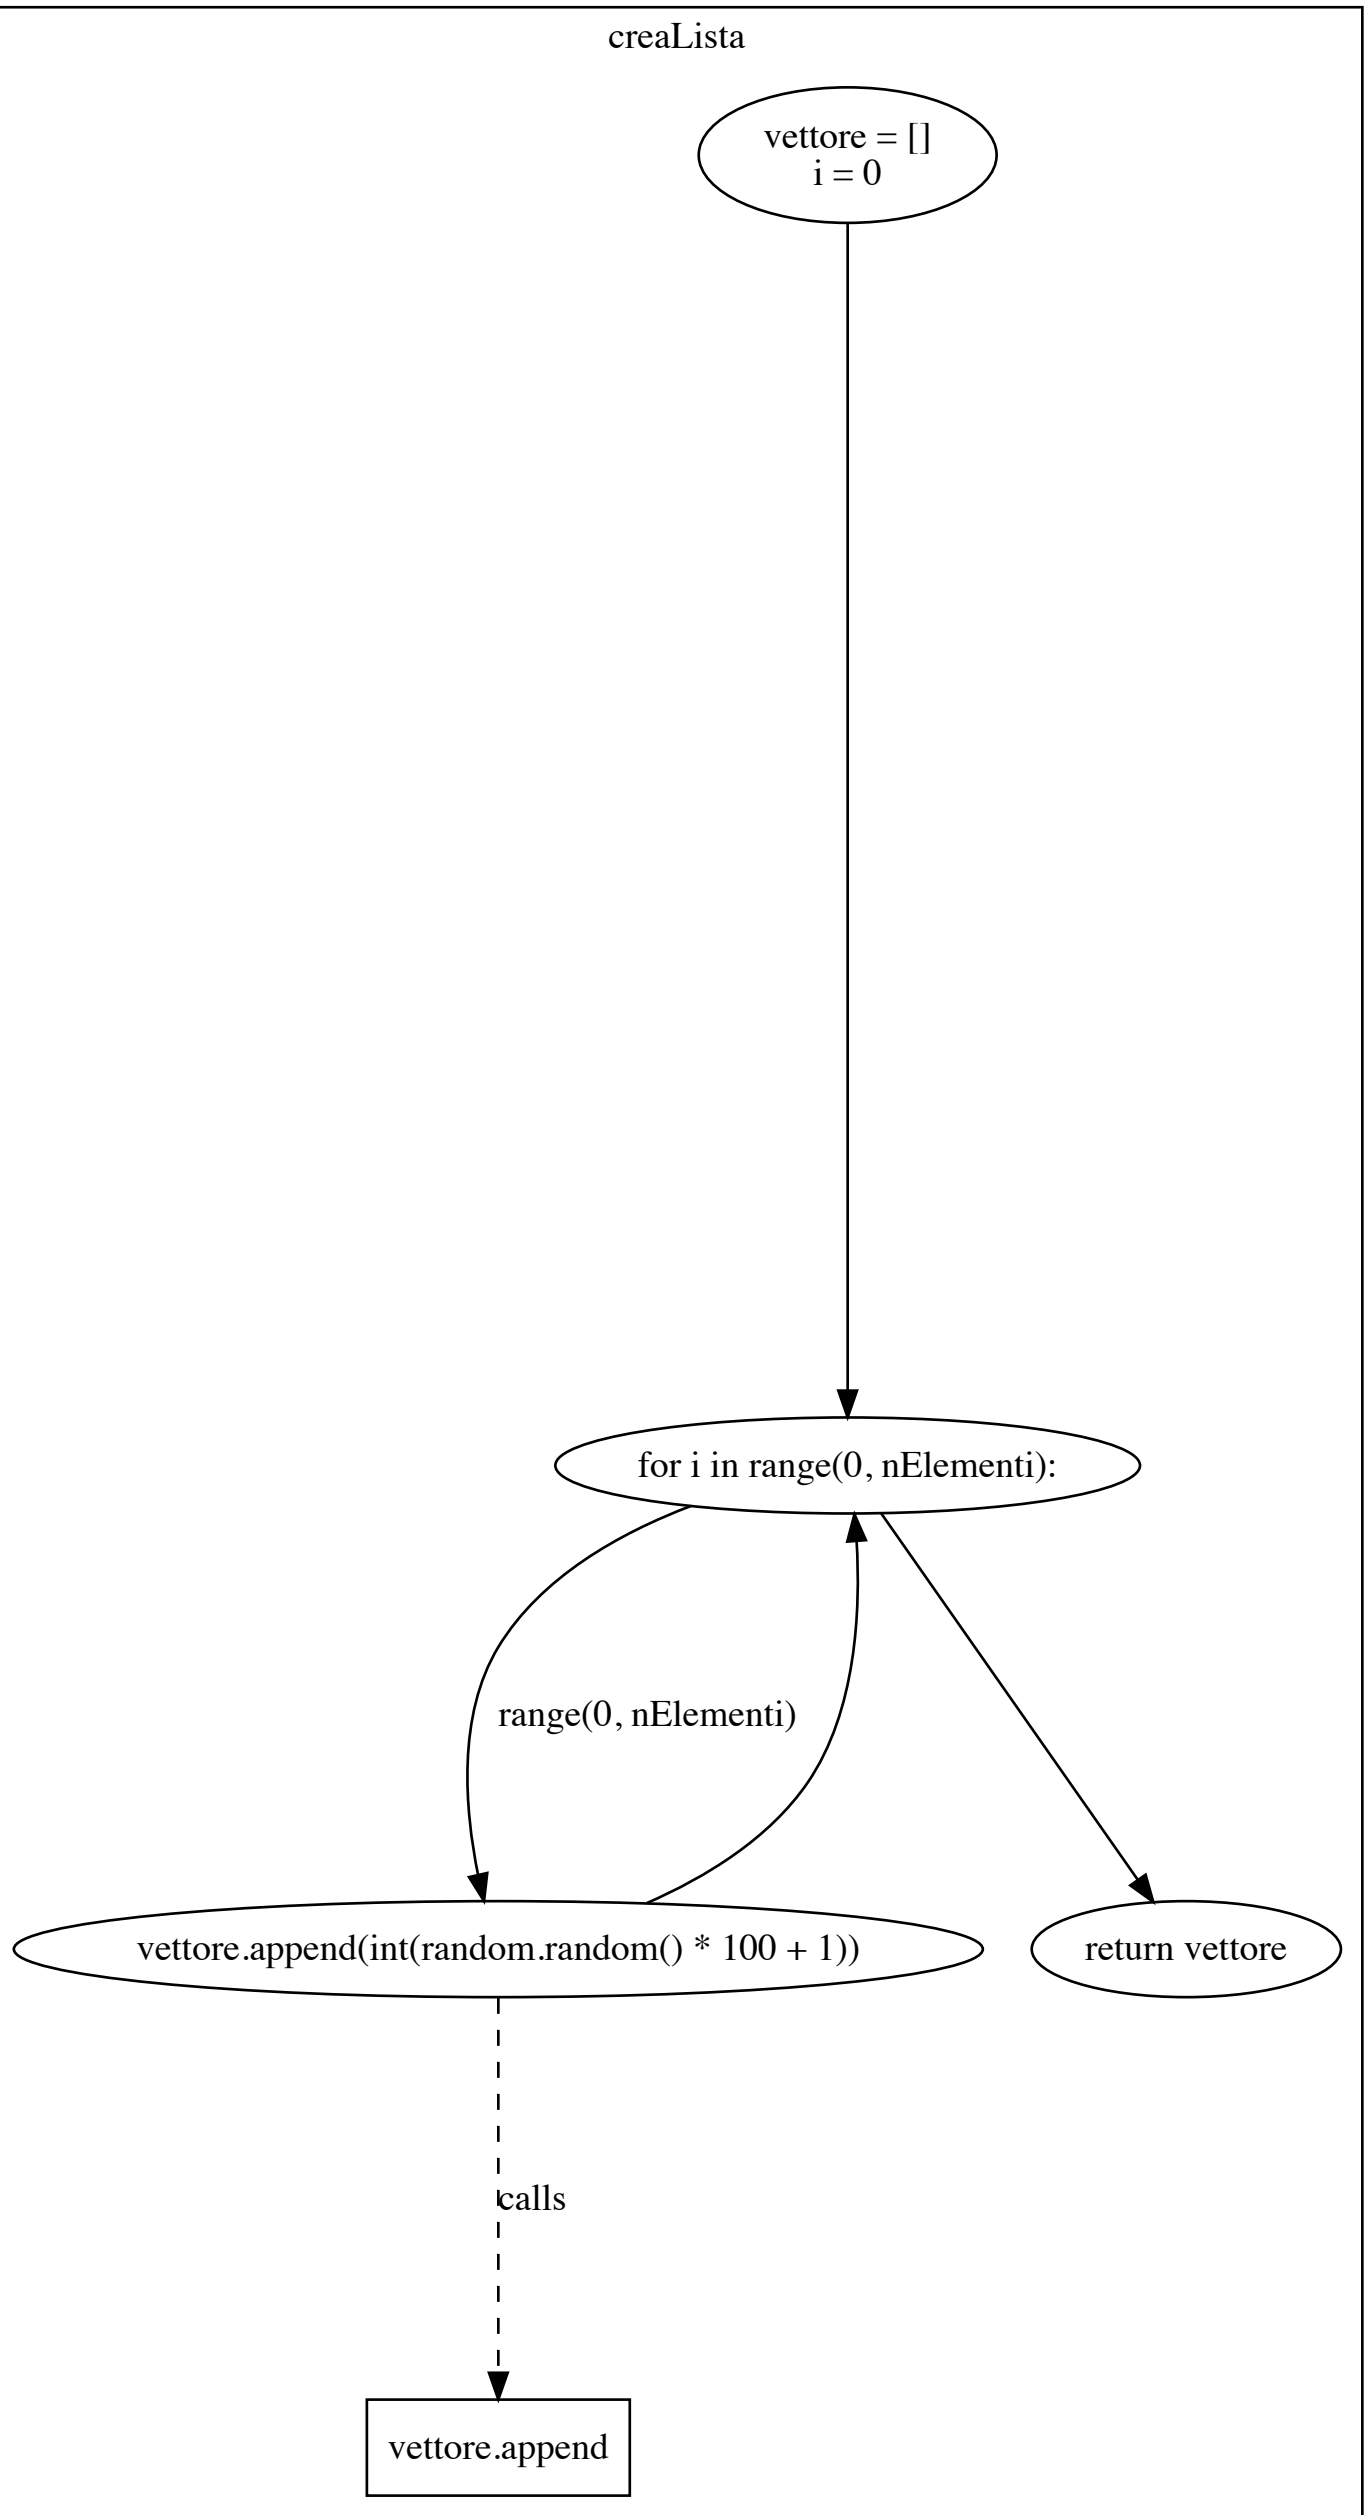 creaLista
vettore = []
i = 0
for i in range(0, nElementi):
range(0, nElementi)
vettore.append(int(random.random() * 100 + 1))
return vettore
calls
vettore.append